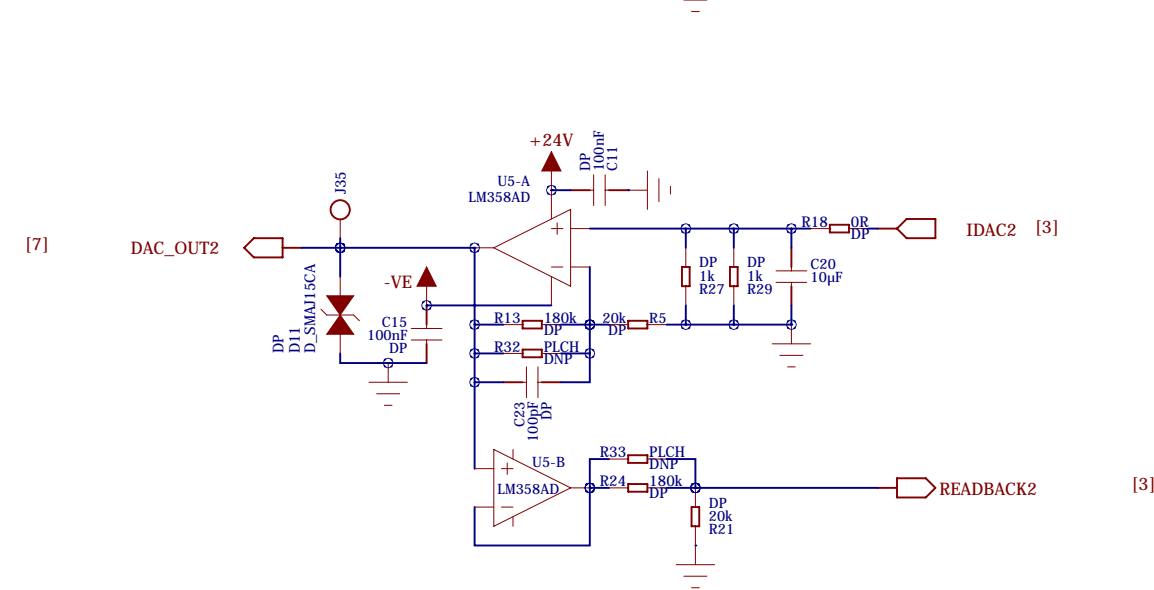 +24V
DP
100nF
C11
U5-A
LM358AD
J35
[7]
DAC_OUT2
R18
0R
DP
IDAC2
[3]
DP
1k
R27
DP
1k
R29
C20
10µF
-VE
DP
D11
D_SMAJ15CA
C15
100nF
DP
R13
180k
DP
20k
DP
R5
R32
PLCH
DNP
C23
100pF
DP
U5-B
LM358AD
R33
PLCH
DNP
R24
180k
DP
READBACK2
[3]
DP
20k
R21